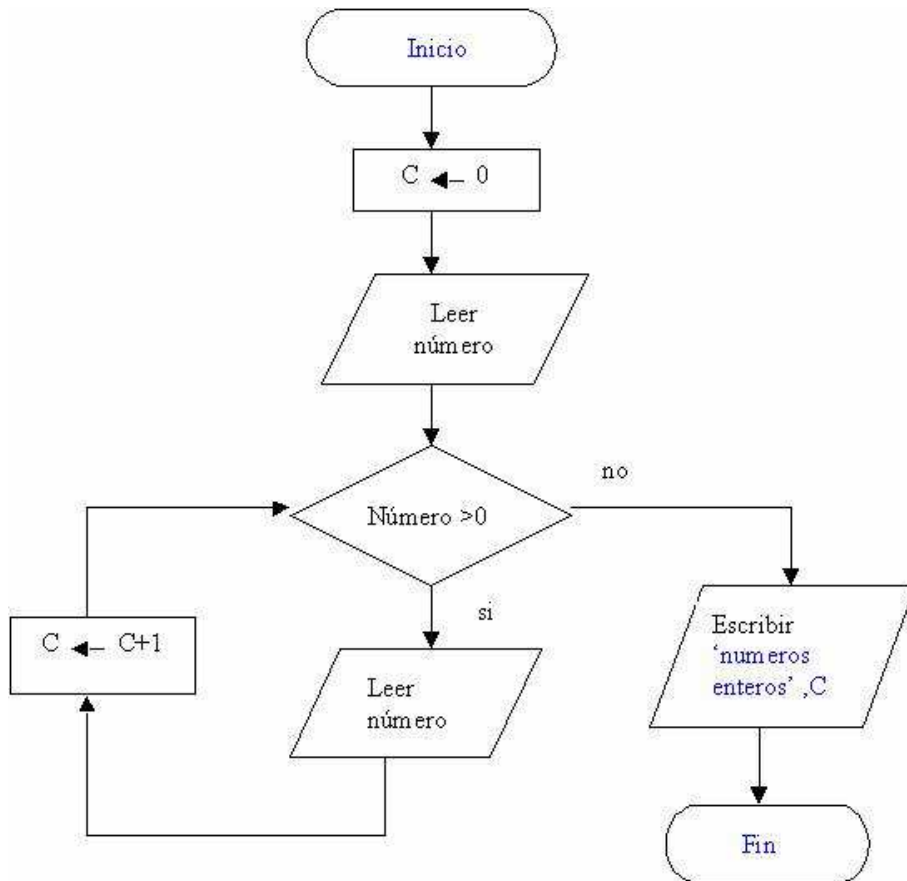 Inicio
C ◄– 0
Leer
número
Número >0
no
si
C ◄– C+1
Leer
número
Escribir
‘numeros
enteros’ ,C
Fin